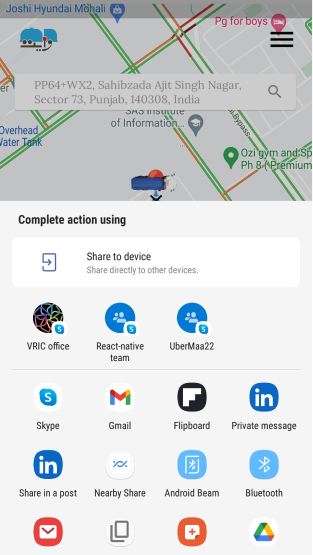 Joshi Hyundai Mohali
Pg for boys
PP64+WX2, Sahibzada Ajit Singh Nagar,
Sector 73, Punjab, 140308, India
SAS Institute
of Information...
Bypass
Overhead
Water Tank
Ozi gym and Sp
Ph 8 ( Premium
Complete action using
Share to device
Share directly to other devices.
VRIC office
React-native
team
UberMaa22
Skype
Gmail
Flipboard
Private message
Share in a post
Nearby Share
Android Beam
Bluetooth